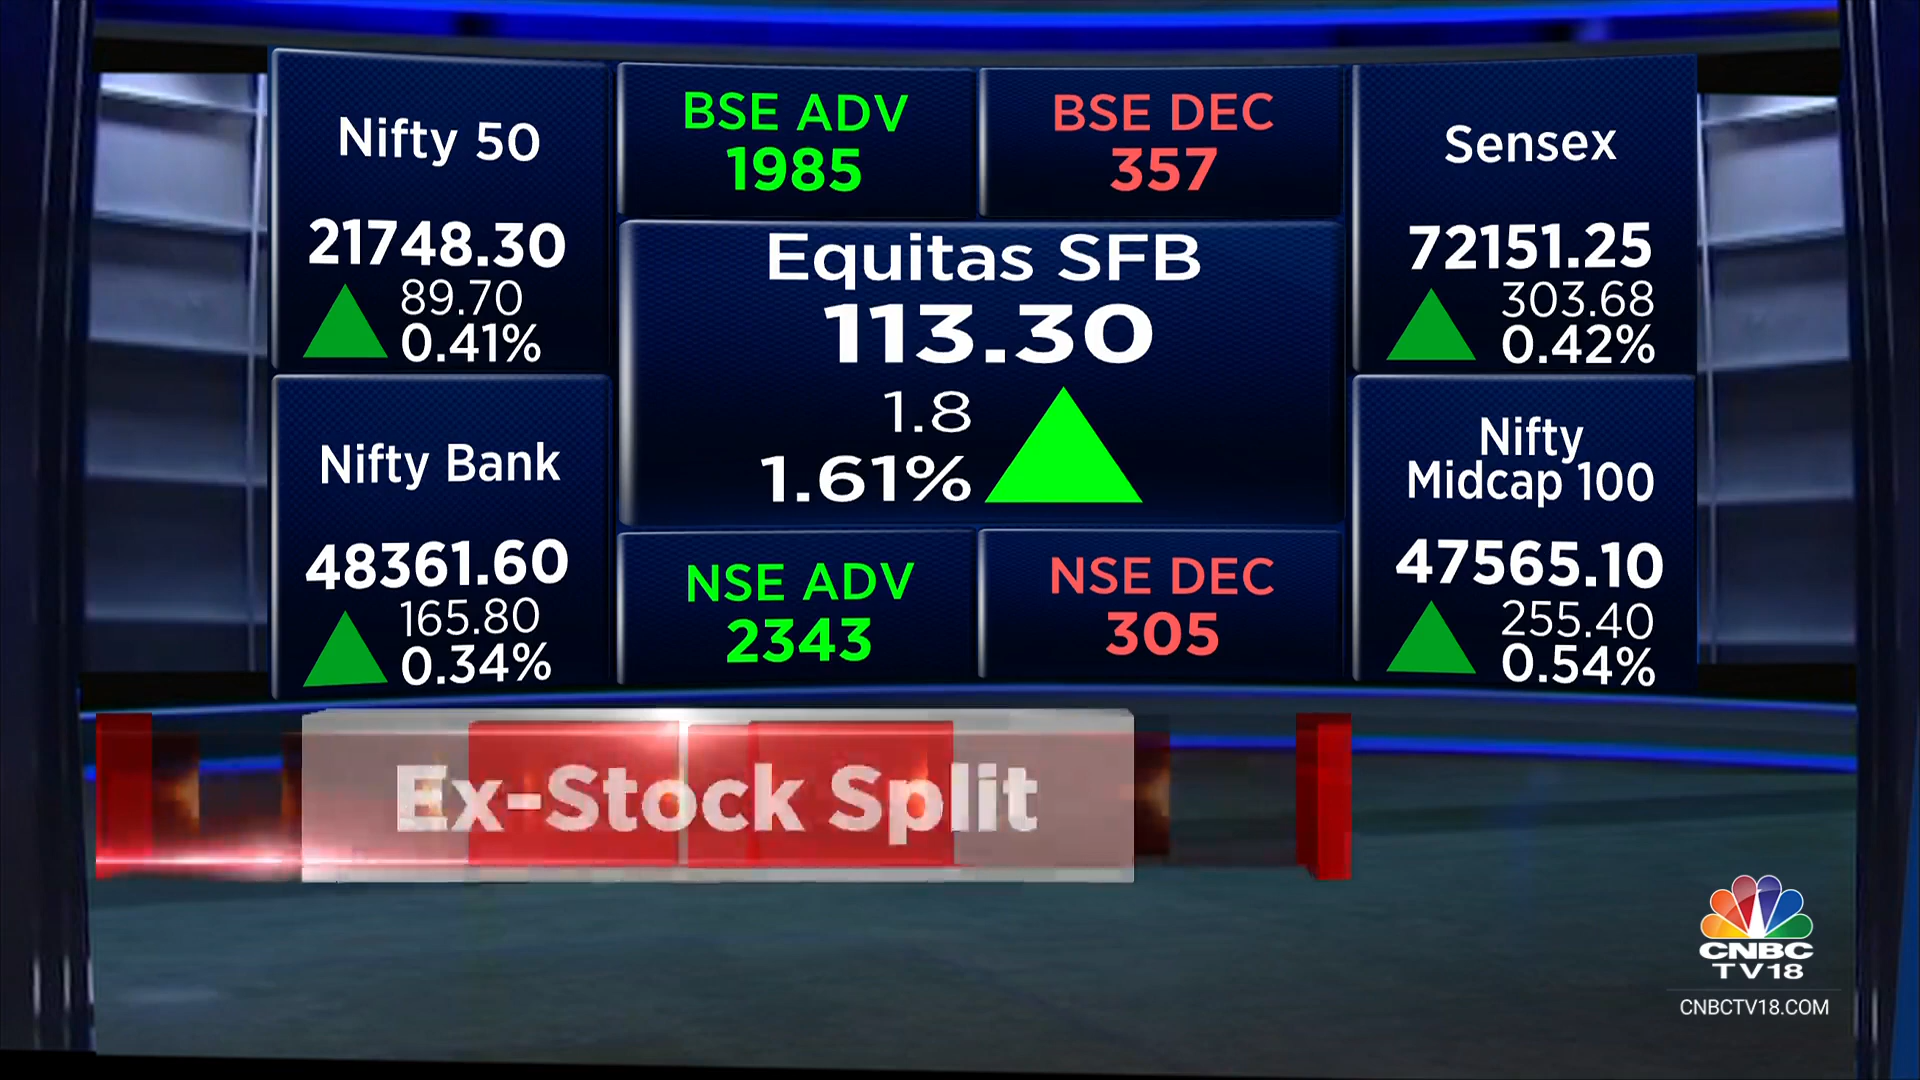 Nifty 50
21748.30
89.70
0.41%
BSE ADV
1985
BSE DEC
357
Sensex
72151.25
303.68
0.42%
Equitas SFB
113.30
1.8
1.61%
Nifty Bank
48361.60
165.80
0.34%
NSE ADV
2343
NSE DEC
305
Nifty
Midcap 100
47565.10
255.40
0.54%
Ex-Stock Split
CNBC
TV18
CNBCTV18.COM